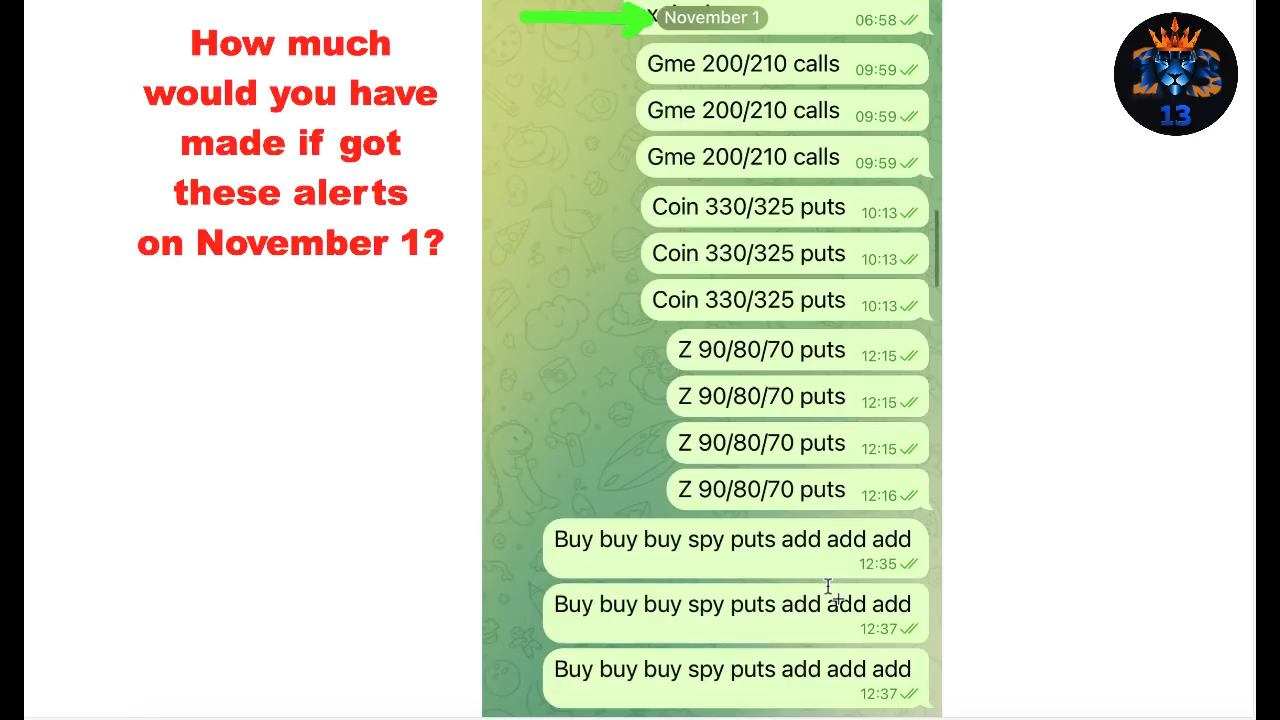 How much
would you have
made if got
these alerts
on November 1?
November 1
06:58
Gme 200/210 calls 09:59
Gme 200/210 calls 09:59
Gme 200/210 calls 09:59
Coin 330/325 puts 10:13
Coin 330/325 puts 10:13
Coin 330/325 puts 10:13
Z 90/80/70 puts 12:15
Z 90/80/70 puts 12:15
Z 90/80/70 puts 12:15
Z 90/80/70 puts 12:16
Buy buy buy spy puts add add add
12:35
Buy buy buy spy puts add add add
12:37
Buy buy buy spy puts add add add
12:37
13